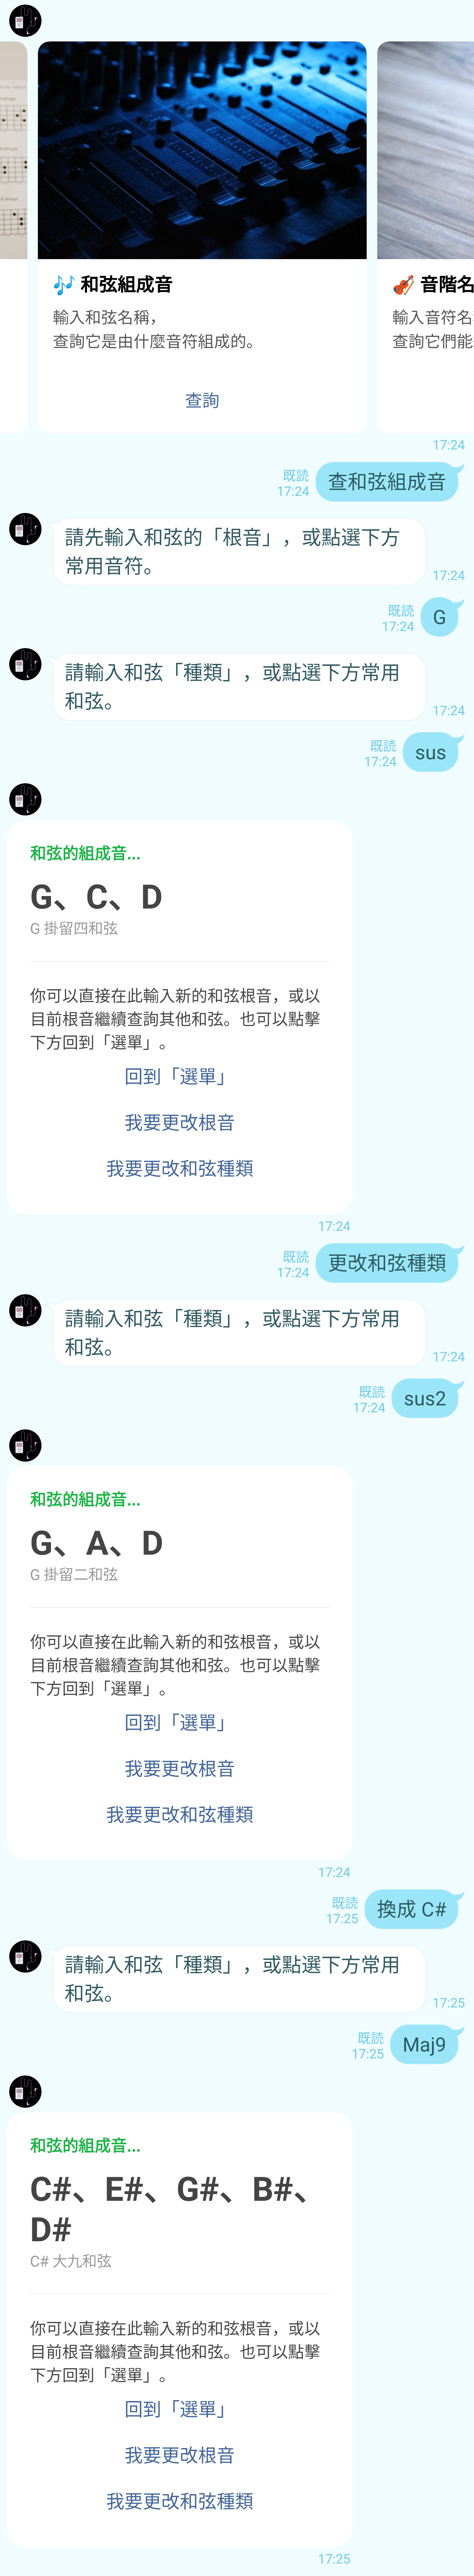 🎶 和弦組成音
輸入和弦名稱，
查詢它是由什麼音符組成的。
查詢
🎻 音階名
輸入音符名
查詢它們能
17:24
既読
17:24
查和弦組成音
請先輸入和弦的「根音」，或點選下方
常用音符。
17:24
既読
17:24
G
請輸入和弦「種類」，或點選下方常用
和弦。
17:24
既読
17:24
sus
和弦的組成音...
G、C、D
G 掛留四和弦
你可以直接在此輸入新的和弦根音，或以
目前根音繼續查詢其他和弦。也可以點擊
下方回到「選單」。
回到「選單」
我要更改根音
我要更改和弦種類
17:24
既読
17:24
更改和弦種類
請輸入和弦「種類」，或點選下方常用
和弦。
17:24
既読
17:24
sus2
和弦的組成音...
G、A、D
G 掛留二和弦
你可以直接在此輸入新的和弦根音，或以
目前根音繼續查詢其他和弦。也可以點擊
下方回到「選單」。
回到「選單」
我要更改根音
我要更改和弦種類
17:24
既読
17:25
換成 C#
請輸入和弦「種類」，或點選下方常用
和弦。
17:25
既読
17:25
Maj9
和弦的組成音...
C#、E#、G#、B#、
D#
C# 大九和弦
你可以直接在此輸入新的和弦根音，或以
目前根音繼續查詢其他和弦。也可以點擊
下方回到「選單」。
回到「選單」
我要更改根音
我要更改和弦種類
17:25